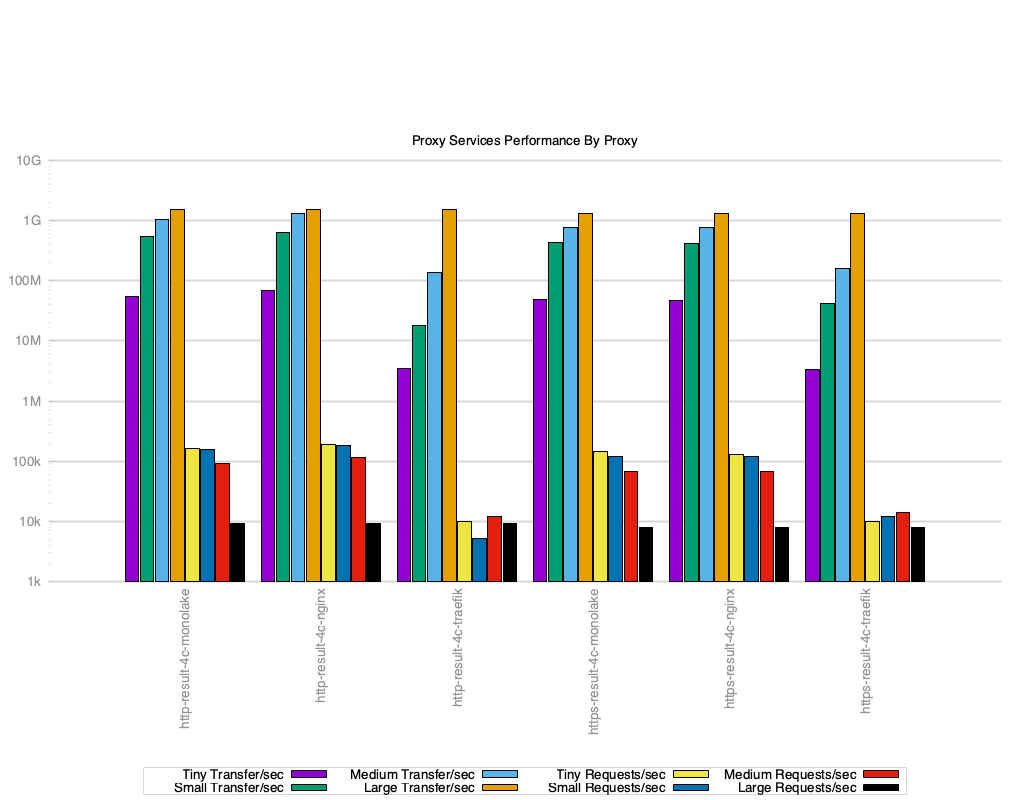 Proxy Services Performance By Proxy
10G
1G
100M
10M
1M
100k
10k
1k
http-result-4c-monolake
http-result-4c-nginx
http-result-4c-traefik
https-result-4c-monolake
https-result-4c-nginx
https-result-4c-traefik
Tiny Transfer/sec Medium Transfer/sec Tiny Requests/sec Medium Requests/sec
Small Transfer/sec Large Transfer/sec Small Requests/sec Large Requests/sec